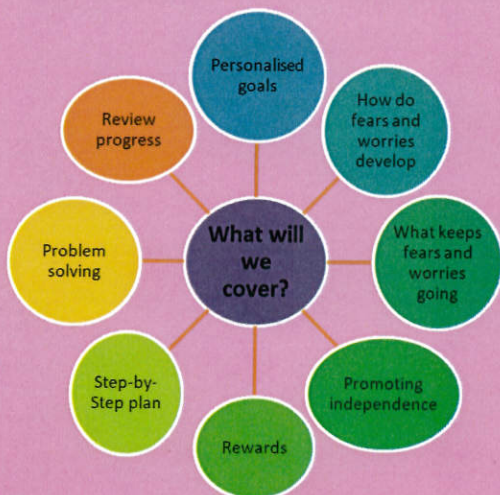 What will
we
cover?
Personalised
goals
How do
fears and
worries
develop
What keeps
fears and
worries
going
Promoting
independence
Rewards
Step-by-
Step plan
Problem
solving
Review
progress